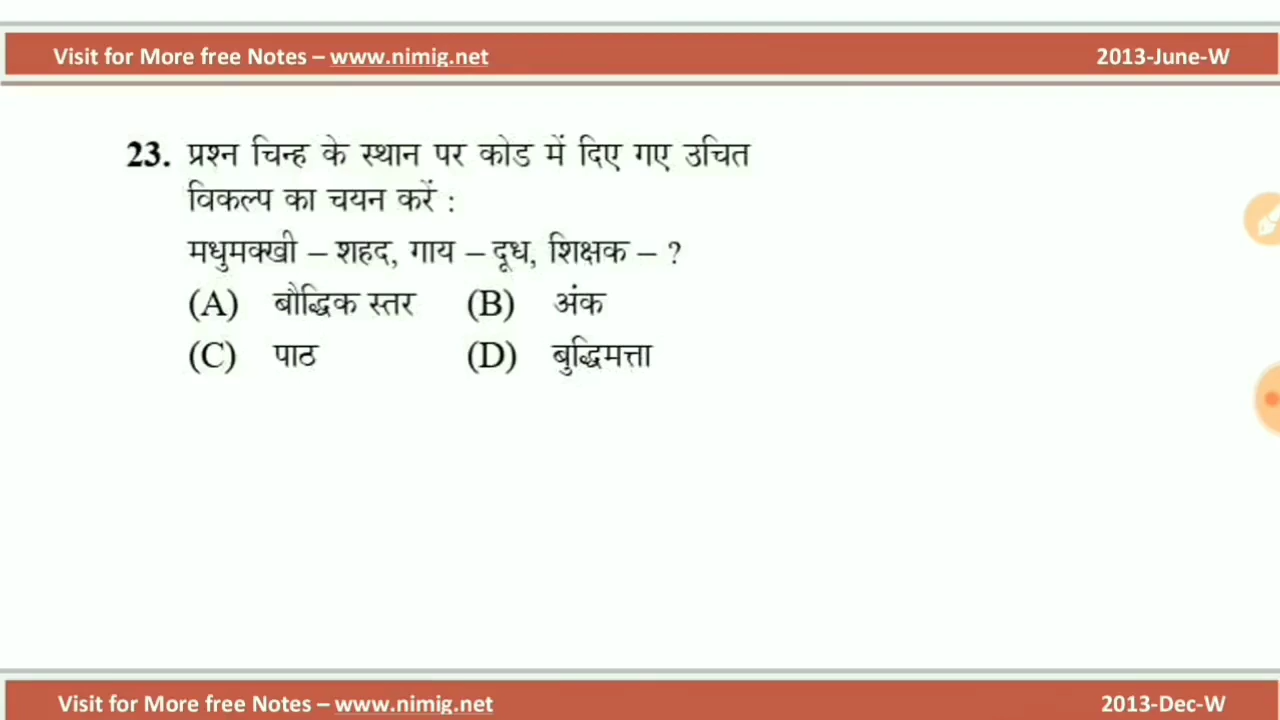 Visit for More free Notes – www.nimig.net 2013-June-W
23. प्रश्न चिन्ह के स्थान पर कोड में दिए गए उचित
विकल्प का चयन करें :
मधुमक्खी – शहद, गाय – दूध, शिक्षक – ?
(A) बौद्धिक स्तर (B) अंक
(C) पाठ (D) बुद्धिमत्ता
Visit for More free Notes – www.nimig.net 2013-Dec-W